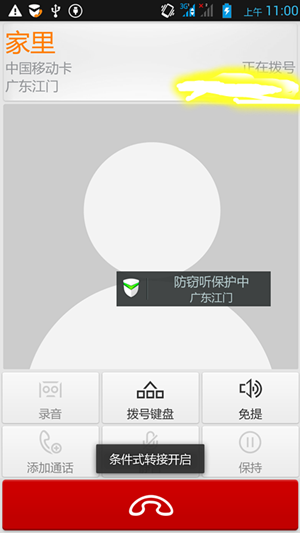 3G
上午 11:00
家里
中国移动卡
正在拨号
广东江门
防窃听保护中
广东江门
录音
拨号键盘
免提
添加通话
保持
条件式转接开启